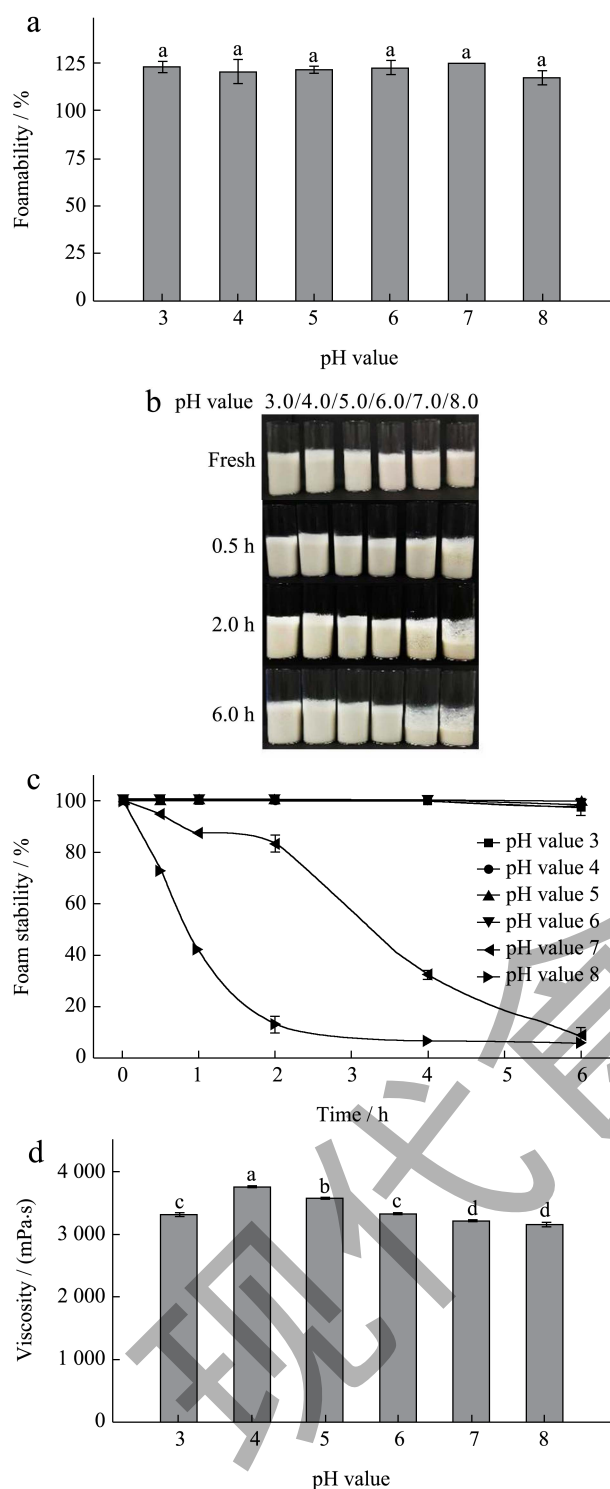 a
Foamability / %
125
100
75
50
25
0
a a a a a a
3 4 5 6 7 8
pH value
b
pH value 3.0/4.0/5.0/6.0/7.0/8.0
Fresh
0.5 h
2.0 h
6.0 h
c
Foam stability / %
100
80
60
40
20
0
pH value 3
pH value 4
pH value 5
pH value 6
pH value 7
pH value 8
0 1 2 3 4 5 6
Time / h
d
Viscosity / (mPa·s)
4 000
3 000
2 000
1 000
0
c a b c d d
3 4 5 6 7 8
pH value
现代食